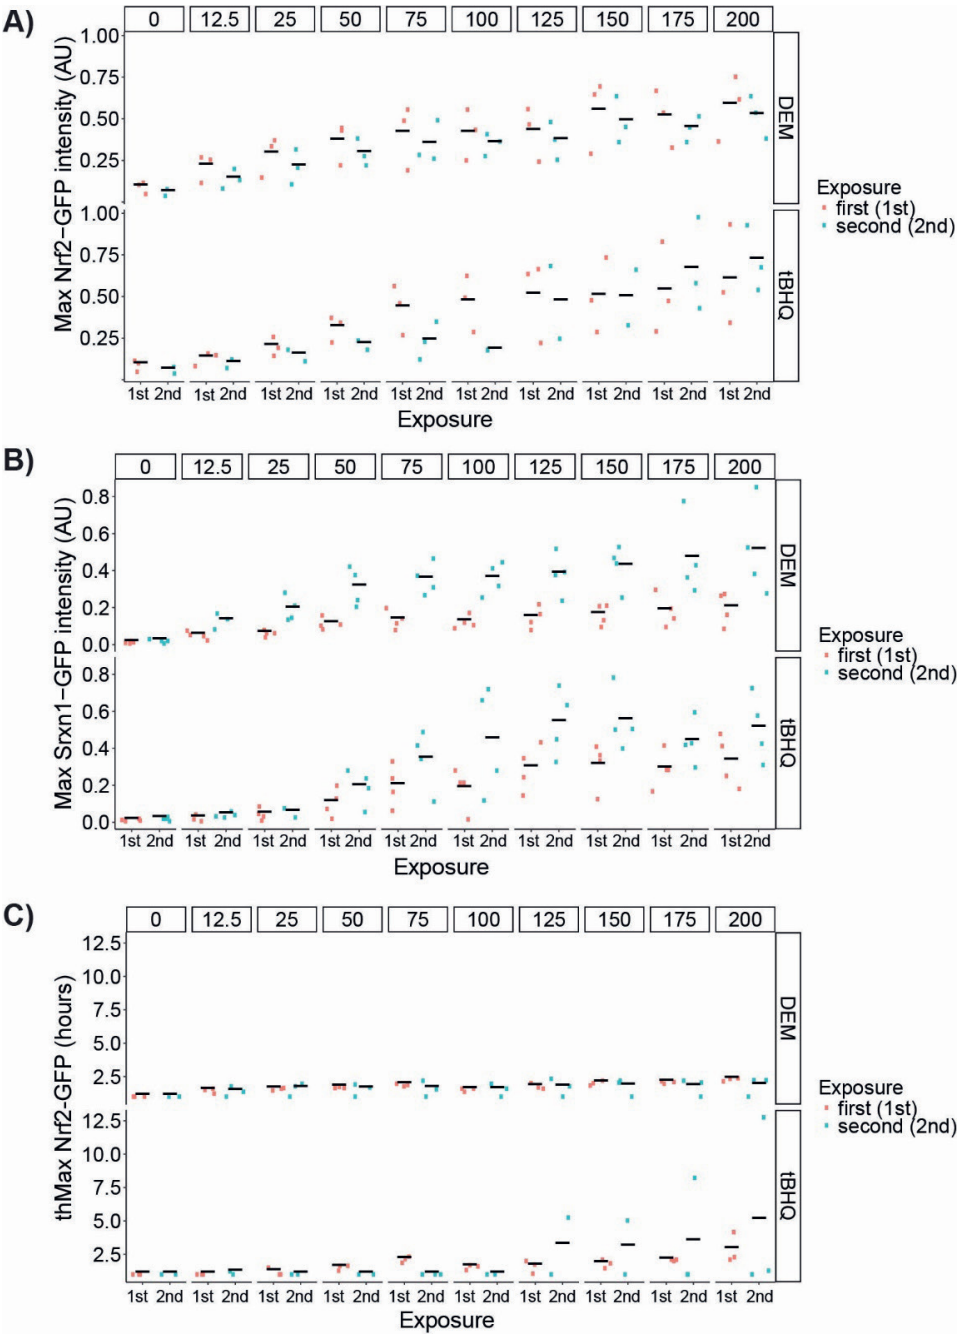 A)
0 12.5 25 50 75 100 125 150 175 200
Max Nrf2-GFP intensity (AU)
1.00
0.75
0.50
0.25
DEM
1.00
0.75
0.50
0.25
tBHQ
1st 2nd 1st 2nd 1st 2nd 1st 2nd 1st 2nd 1st 2nd 1st 2nd 1st 2nd 1st 2nd 1st 2nd
Exposure
Exposure
first (1st)
second (2nd)
B)
0 12.5 25 50 75 100 125 150 175 200
Max Srxn1-GFP intensity (AU)
0.8
0.6
0.4
0.2
0.0
DEM
0.8
0.6
0.4
0.2
0.0
tBHQ
1st 2nd 1st 2nd 1st 2nd 1st 2nd 1st 2nd 1st 2nd 1st 2nd 1st 2nd 1st 2nd 1st 2nd
Exposure
Exposure
first (1st)
second (2nd)
C)
0 12.5 25 50 75 100 125 150 175 200
thMax Nrf2-GFP (hours)
12.5
10.0
7.5
5.0
2.5
DEM
12.5
10.0
7.5
5.0
2.5
tBHQ
1st 2nd 1st 2nd 1st 2nd 1st 2nd 1st 2nd 1st 2nd 1st 2nd 1st 2nd 1st 2nd 1st 2nd
Exposure
Exposure
first (1st)
second (2nd)